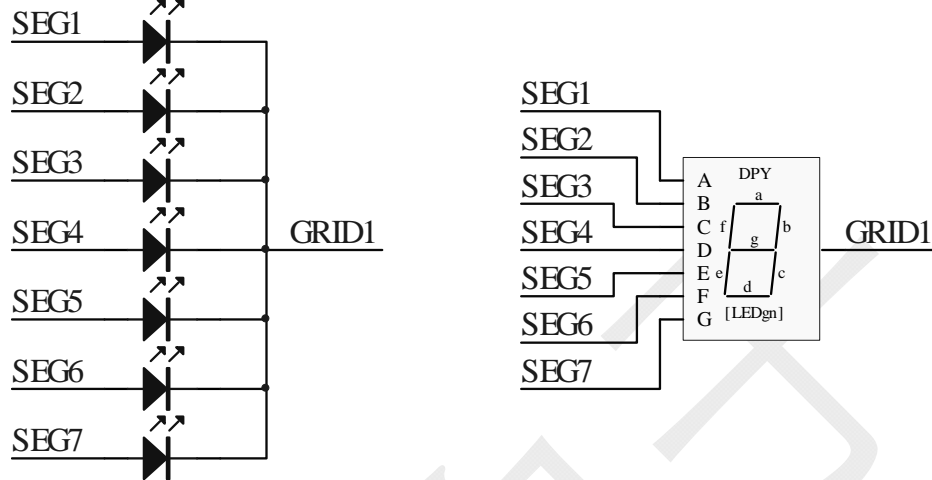 SEG1
SEG2
SEG3
SEG4
GRID1
SEG5
SEG6
SEG7
SEG1
SEG2
SEG3
SEG4
SEG5
SEG6
SEG7
A
B
C
D
E
F
G
DPY
a
f
b
g
e
c
d
[LEDgn]
GRID1